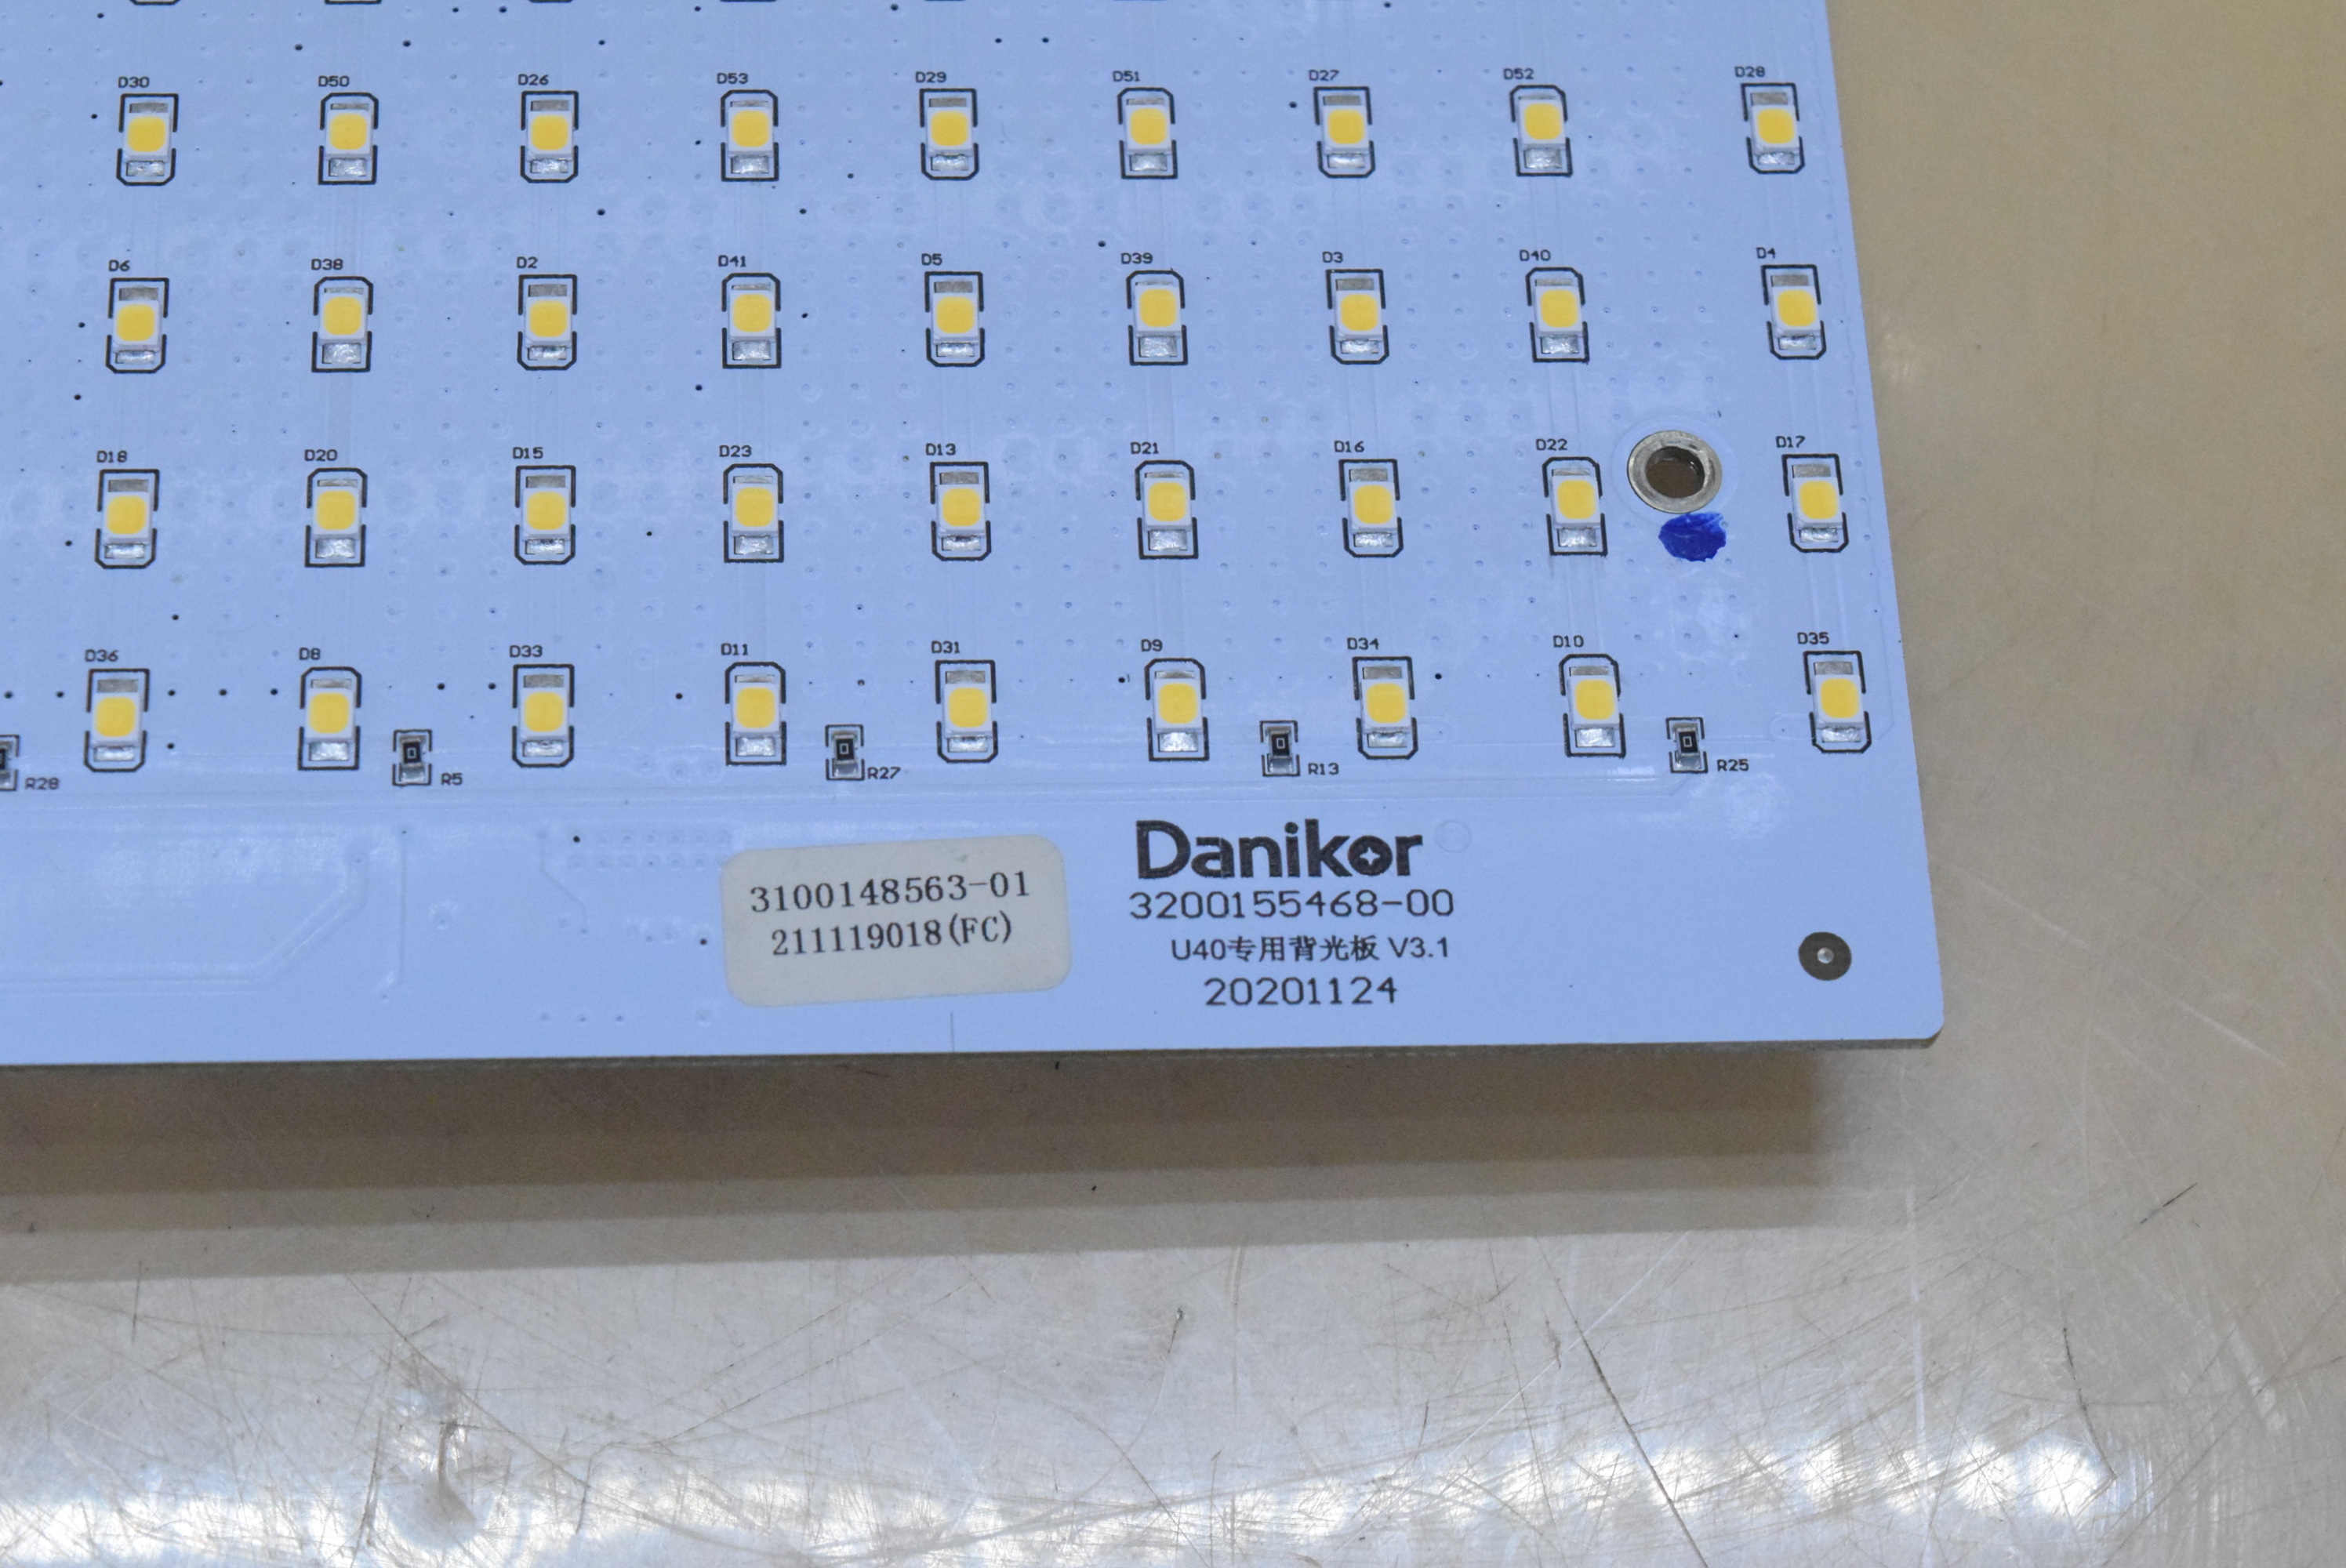 D30 D50 D26 D53 D29 D51 D27 D52 D28
D6 D38 D2 D41 D5 D39 D3 D40 D4
D18 D20 D15 D23 D13 D21 D16 D22 D17
D36 D8 D33 D11 D31 D9 D34 D10 D35
R28 R5 R27 R13 R25
3100148563-01
211119018(FC)
Danikor
3200155468-00
U40专用背光板 V3.1
20201124